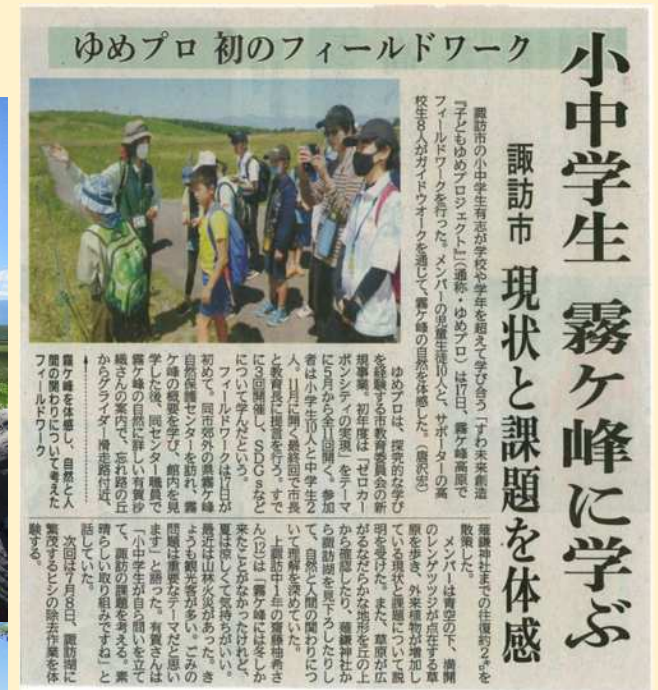 ゆめプロ 初のフィールドワーク
小中学生 霧ケ峰に学ぶ
諏訪市 現状と課題を体感
諏訪市の小中学生有志が学校や学年を超えて学び合う「すわ未来創造
『子どもゆめプロジェクト』」(通称・ゆめプロ)は17日、霧ケ峰高原で
フィールドワークを行った。メンバーの児童生徒10人と、サポーターの高
校生8人がガイドウオークを通じて、霧ケ峰の自然を体感した。(唐沢宏)
ゆめプロは、探究的な学び
を経験する市教育委員会の新
規事業。初年度は「ゼロカー
ボンシティの実現」をテーマ
に5月から全11回開く。参加
者は小学生10人と中学生2
人。11月に開く最終回で市長
と教育長に提言を行う。すで
に3回開催し、SDGsなど
について学んだという。
フィールドワークは17日が
初めて。同市郊外の県霧ケ峰
自然保護センターを訪れ、霧
ケ峰の概要を学び、館内を見
学した後、同センター職員で
霧ケ峰の自然に詳しい有賀沙
織さんの案内で、忘れ路の丘
からグライダー滑走路付近、
霧ケ峰を体感し、自然と人
間の関わりについて考えた
フィールドワーク
薙鎌神社までの往復約2㌔を
散策した。
メンバーは青空の下、満開
のレンゲツツジが点在する草
原を歩き、外来植物が増加し
ている現状と課題について説
明を受けた。また、草原が広
がるなだらかな地形を丘の上
から確認したり、薙鎌神社か
ら諏訪湖を見下ろしたりし
て、自然と人間の関わりにつ
いて理解を深めていた。
上諏訪中1年の齋藤柚希さ
ん(12)は「霧ケ峰には冬しか
来たことがなかったけれど、
夏は涼しくて気持ちがいい。
最近は山林火災があった。き
ょうも観光客が多い。ごみの
問題は重要なテーマだと思い
ます」と語った。有賀さんは
「小中学生が自ら問いを立て
て、諏訪の課題を考える。素
晴らしい取り組みですね」と
話していた。
次回は7月8日、諏訪湖に
繁茂するヒシの除去作業を体
験する。